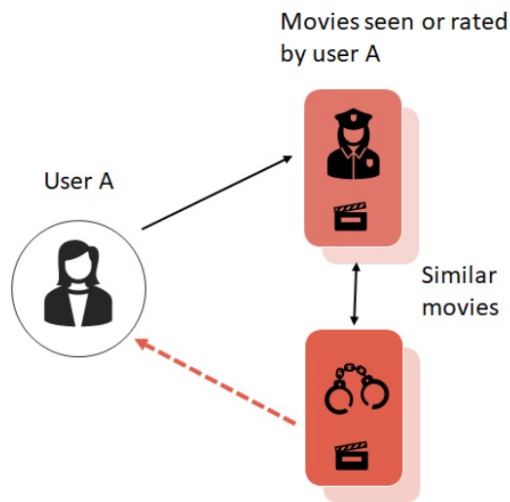 Movies seen or rated
by user A
User A
Similar
movies